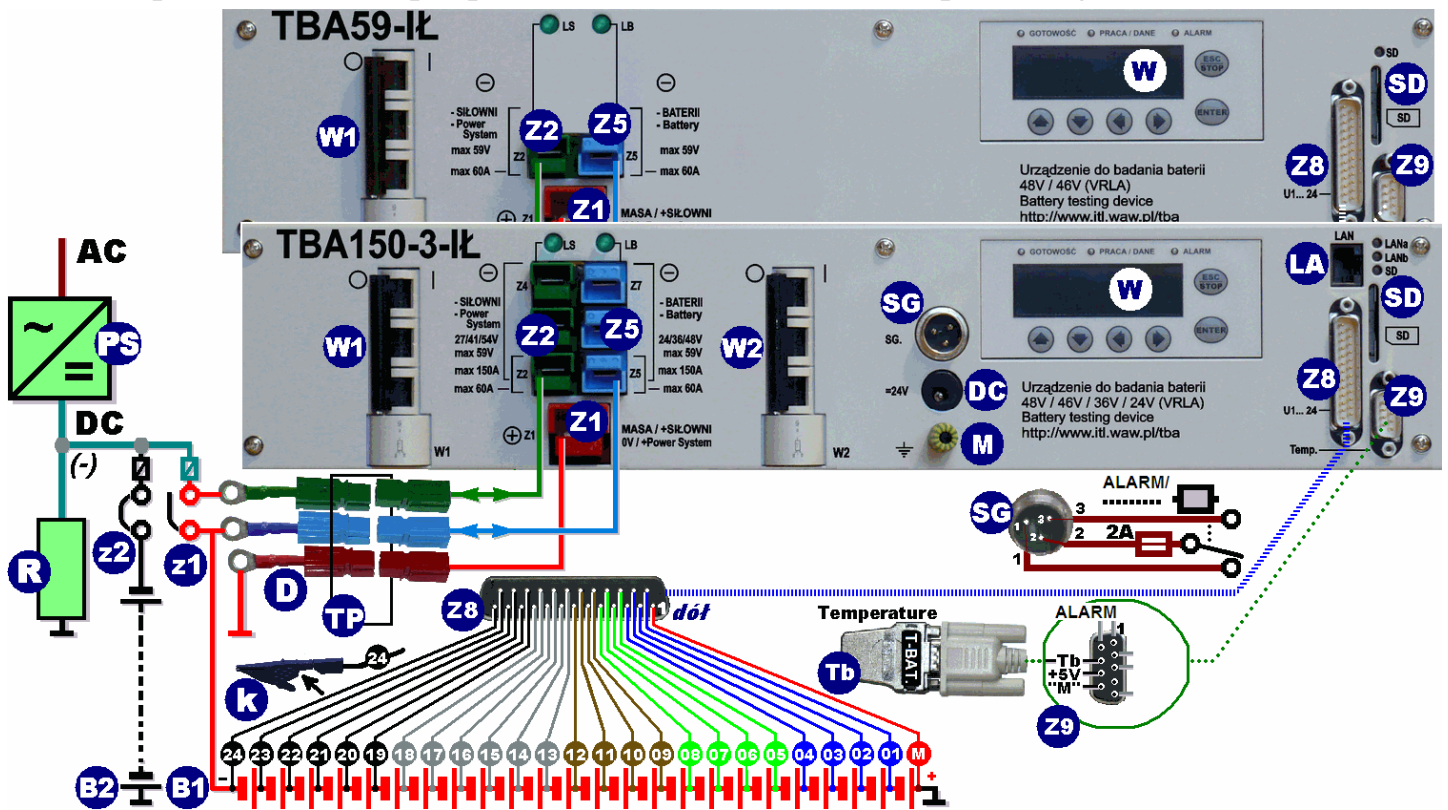 TBA59-IŁ
LS
LB
GOTOWOŚĆ
PRACA / DANE
ALARM
W
ESC
STOP
ENTER
SD
SD
SD
W1
- SIŁOWNI
- Power
System
max 59V
max 60A
Z2
Z2
Z5
Z5
- BATERII
- Battery
max 59V
max 60A
Z8
Z9
U1... 24
Urządzenie do badania baterii
48V / 46V (VRLA)
Battery testing device
http://www.itl.waw.pl/tba
Z1
Z1
MASA / +SIŁOWNI
TBA150-3-IŁ
LS
LB
GOTOWOŚĆ
PRACA / DANE
ALARM
W
ESC
STOP
ENTER
LAN
LA
LANa
LANb
SD
SD
SD
AC
PS
DC
(-)
W1
W1
Z4
- SIŁOWNI
- Power
System
27/41/54V
max 59V
max 150A
max 60A
Z2
Z2
Z7
Z5
Z5
- BATERII
- Battery
24/36/48V
max 59V
max 150A
max 60A
Z1
Z1
MASA / +SIŁOWNI
0V / +Power System
W2
W2
SG
SG.
=24V
DC
M
Urządzenie do badania baterii
48V / 46V / 36V / 24V (VRLA)
Battery testing device
http://www.itl.waw.pl/tba
Z8
U1... 24
Z9
Temp.
R
z2
z1
D
TP
SG
1
3
2
3
2
1
2A
ALARM/
Z8
dół
k
24
Temperature
T-BAT
Tb
ALARM
1
Tb
+5V
"M"
Z9
24 23 22 21 20 19 18 17 16 15 14 13 12 11 10 09 08 07 06 05 04 03 02 01 M
B2
B1
-
+